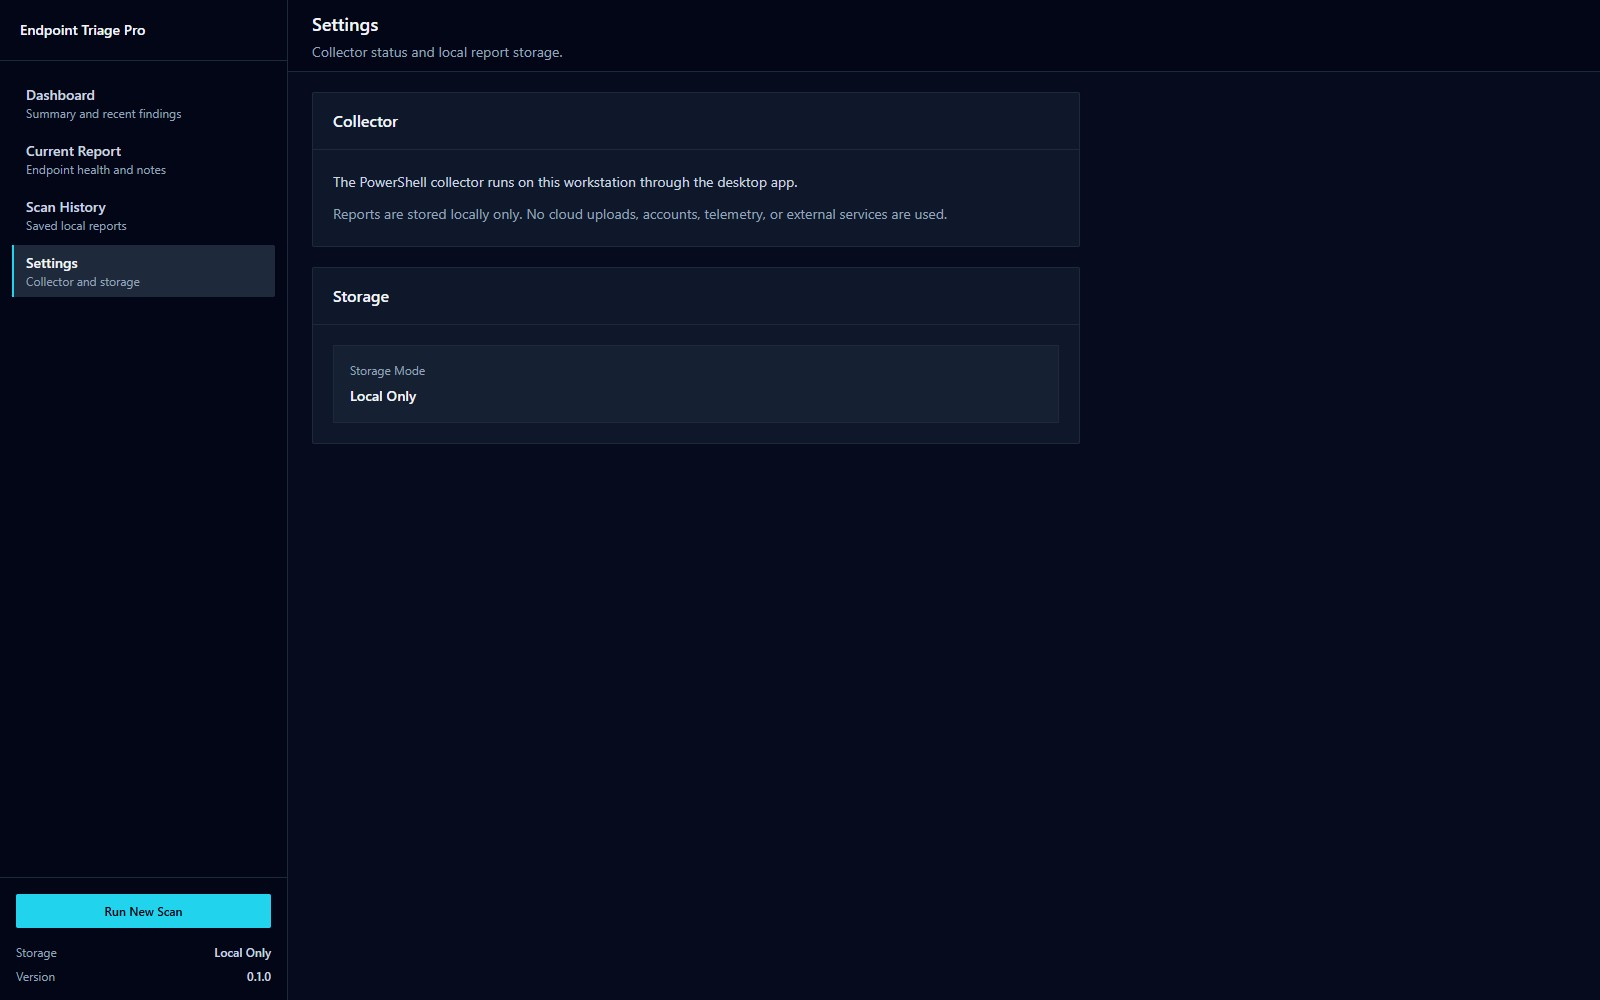 Endpoint Triage Pro
Dashboard
Summary and recent findings
Current Report
Endpoint health and notes
Scan History
Saved local reports
Settings
Collector and storage
Run New Scan
Storage Local Only
Version 0.1.0
Settings
Collector status and local report storage.
Collector
The PowerShell collector runs on this workstation through the desktop app.
Reports are stored locally only. No cloud uploads, accounts, telemetry, or external services are used.
Storage
Storage Mode
Local Only